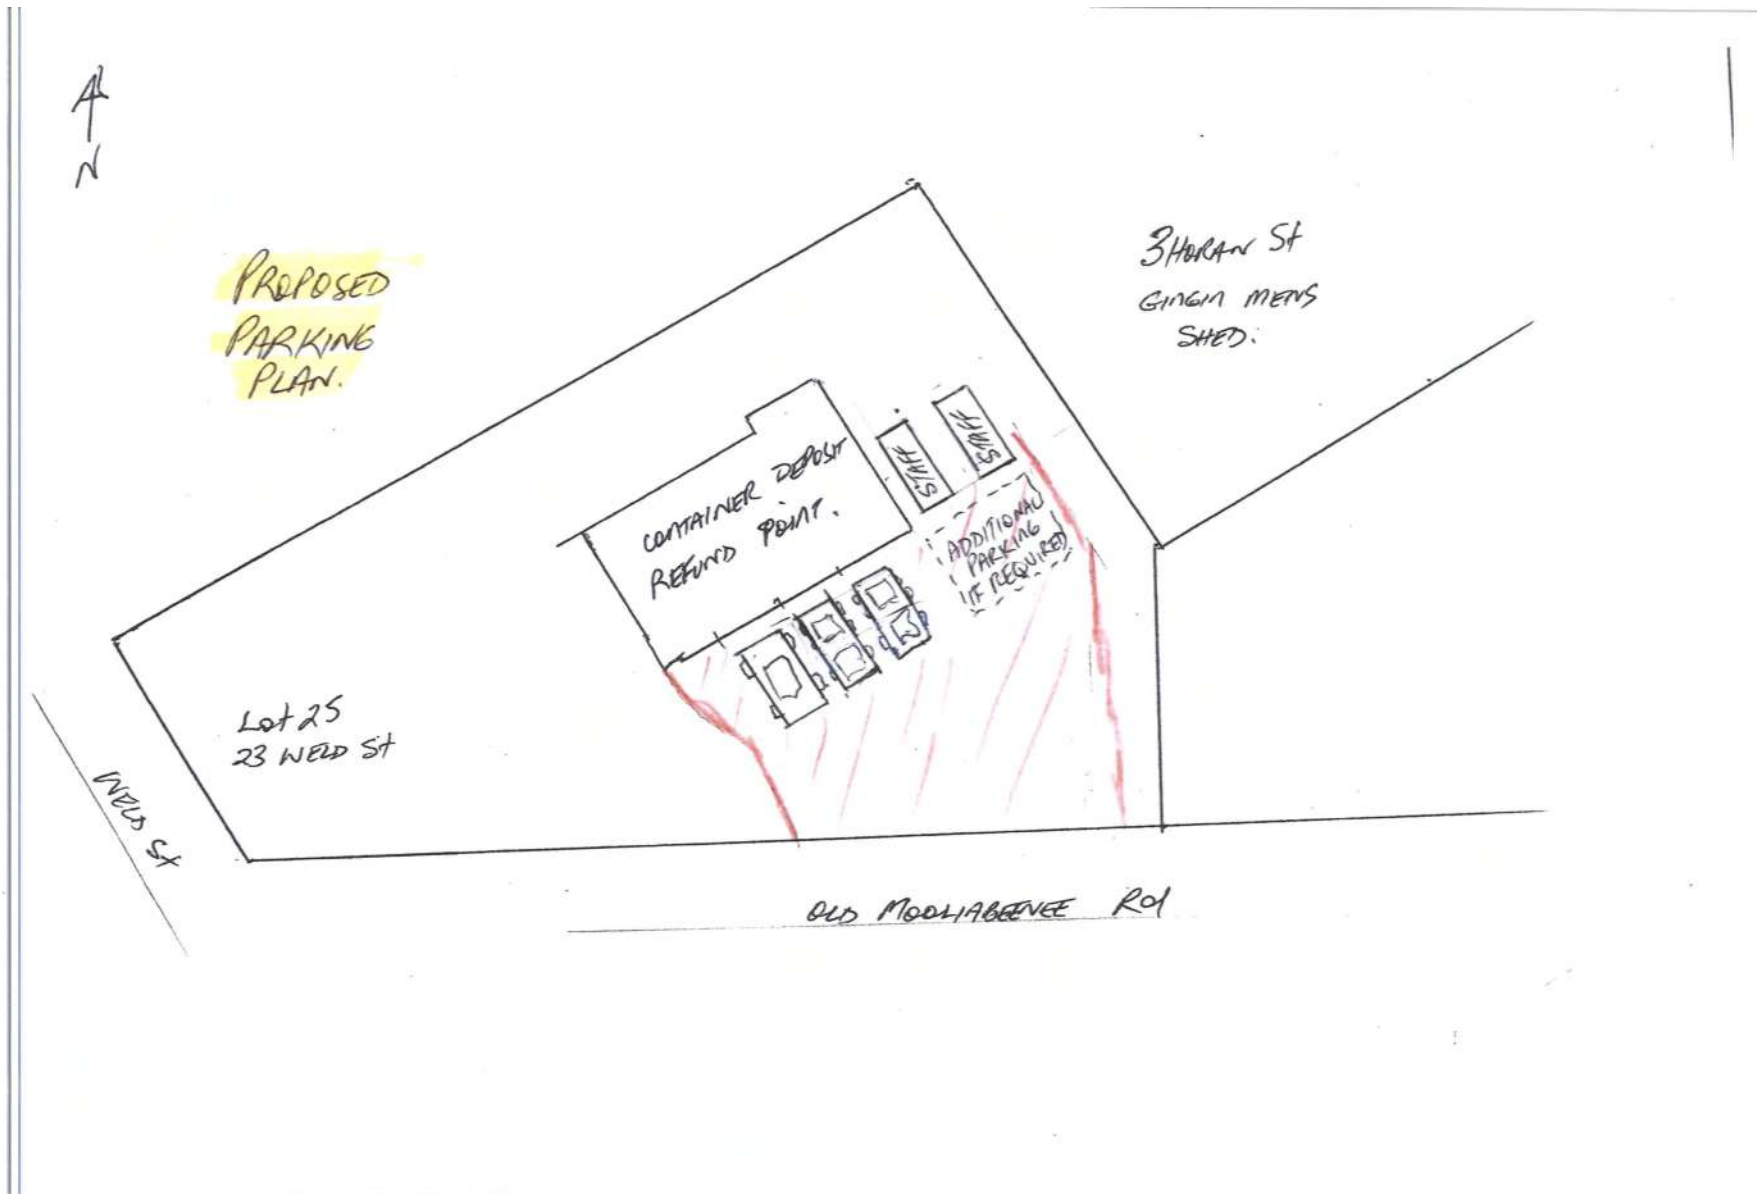 N
PROPOSED
PARKING
PLAN.
3 HORAN St
GINGIN MENS
SHED.
CONTAINER DEPOSIT
REFUND POINT.
STAFF
STAFF
ADDITIONAL
PARKING
IF REQUIRED
Lot 25
23 WELD St
WELD St
OLD MOOLIABEENEE Rd